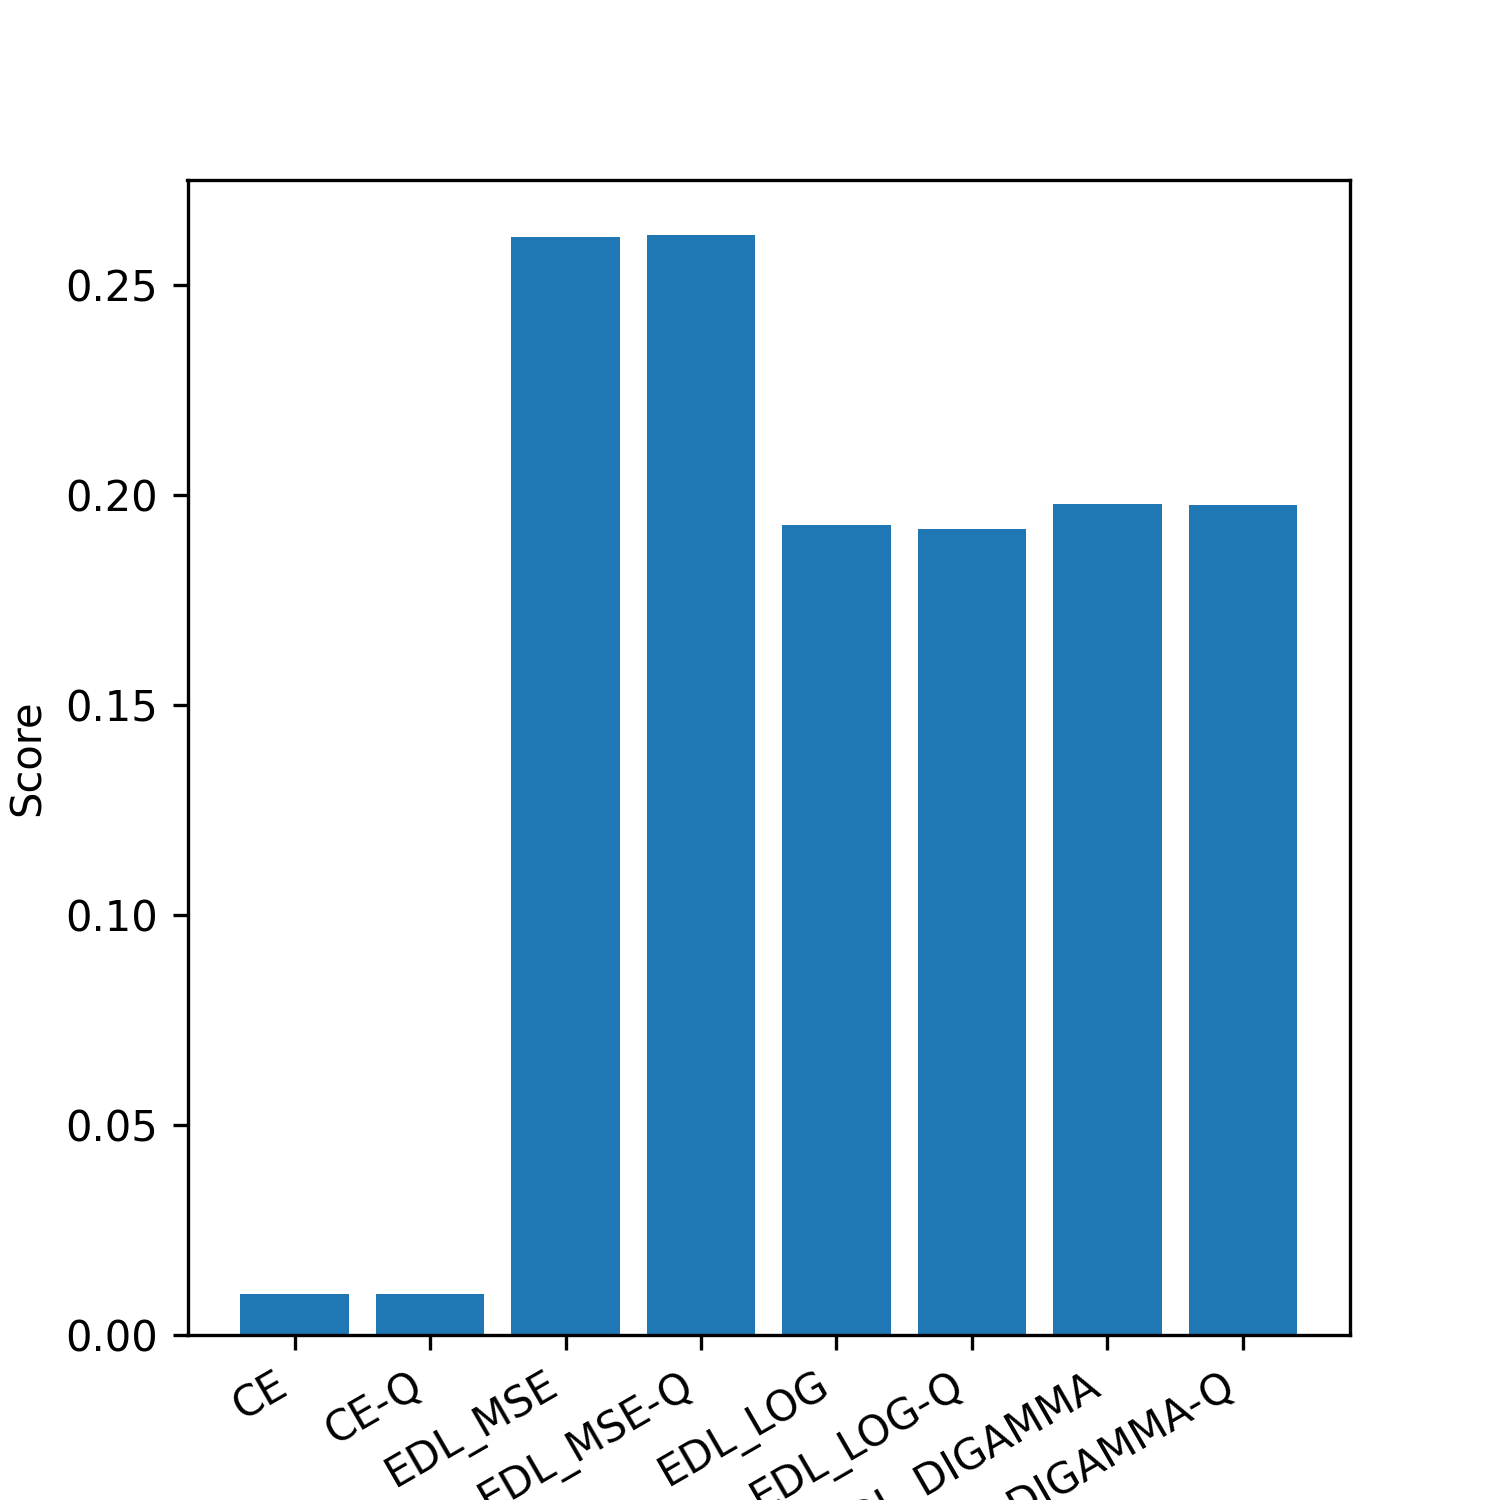 0.25
0.20
0.15
0.10
0.05
0.00
Score
CE
CE-Q
EDL_MSE
EDL_MSE-Q
EDL_LOG
EDL_LOG-Q
DIGAMMA
DIGAMMA-Q